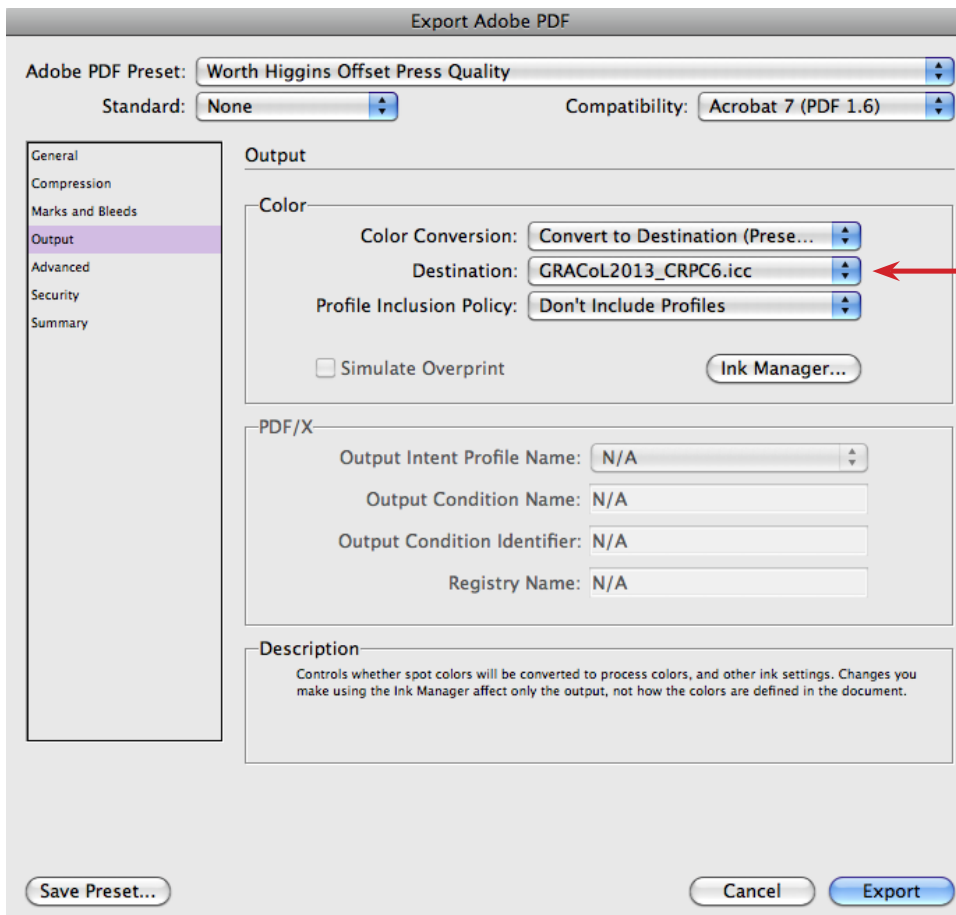 Export Adobe PDF
Adobe PDF Preset: Worth Higgins Offset Press Quality
Standard: None Compatibility: Acrobat 7 (PDF 1.6)
General
Compression
Marks and Bleeds
Output
Advanced
Security
Summary
Output
Color
Color Conversion: Convert to Destination (Prese...
Destination: GRACoL2013_CRPC6.icc
Profile Inclusion Policy: Don't Include Profiles
Simulate Overprint Ink Manager...
PDF/X
Output Intent Profile Name: N/A
Output Condition Name: N/A
Output Condition Identifier: N/A
Registry Name: N/A
Description
Controls whether spot colors will be converted to process colors, and other ink settings. Changes you
make using the Ink Manager affect only the output, not how the colors are defined in the document.
Save Preset... Cancel Export